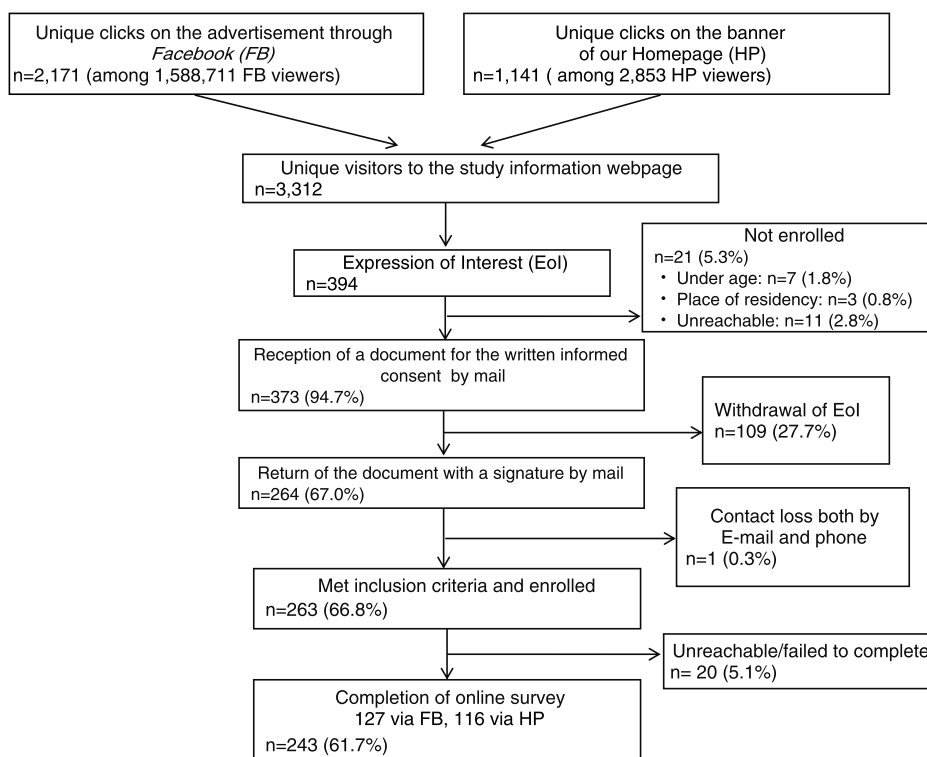 Unique clicks on the advertisement through
Facebook (FB)
n=2,171 (among 1,588,711 FB viewers)
Unique clicks on the banner
of our Homepage (HP)
n=1,141 ( among 2,853 HP viewers)
Unique visitors to the study information webpage
n=3,312
Expression of Interest (EoI)
n=394
Not enrolled
n=21 (5.3%)
• Under age: n=7 (1.8%)
• Place of residency: n=3 (0.8%)
• Unreachable: n=11 (2.8%)
Reception of a document for the written informed
consent by mail
n=373 (94.7%)
Withdrawal of EoI
n=109 (27.7%)
Return of the document with a signature by mail
n=264 (67.0%)
Contact loss both by
E-mail and phone
n=1 (0.3%)
Met inclusion criteria and enrolled
n=263 (66.8%)
Unreachable/failed to complete
n= 20 (5.1%)
Completion of online survey
127 via FB, 116 via HP
n=243 (61.7%)